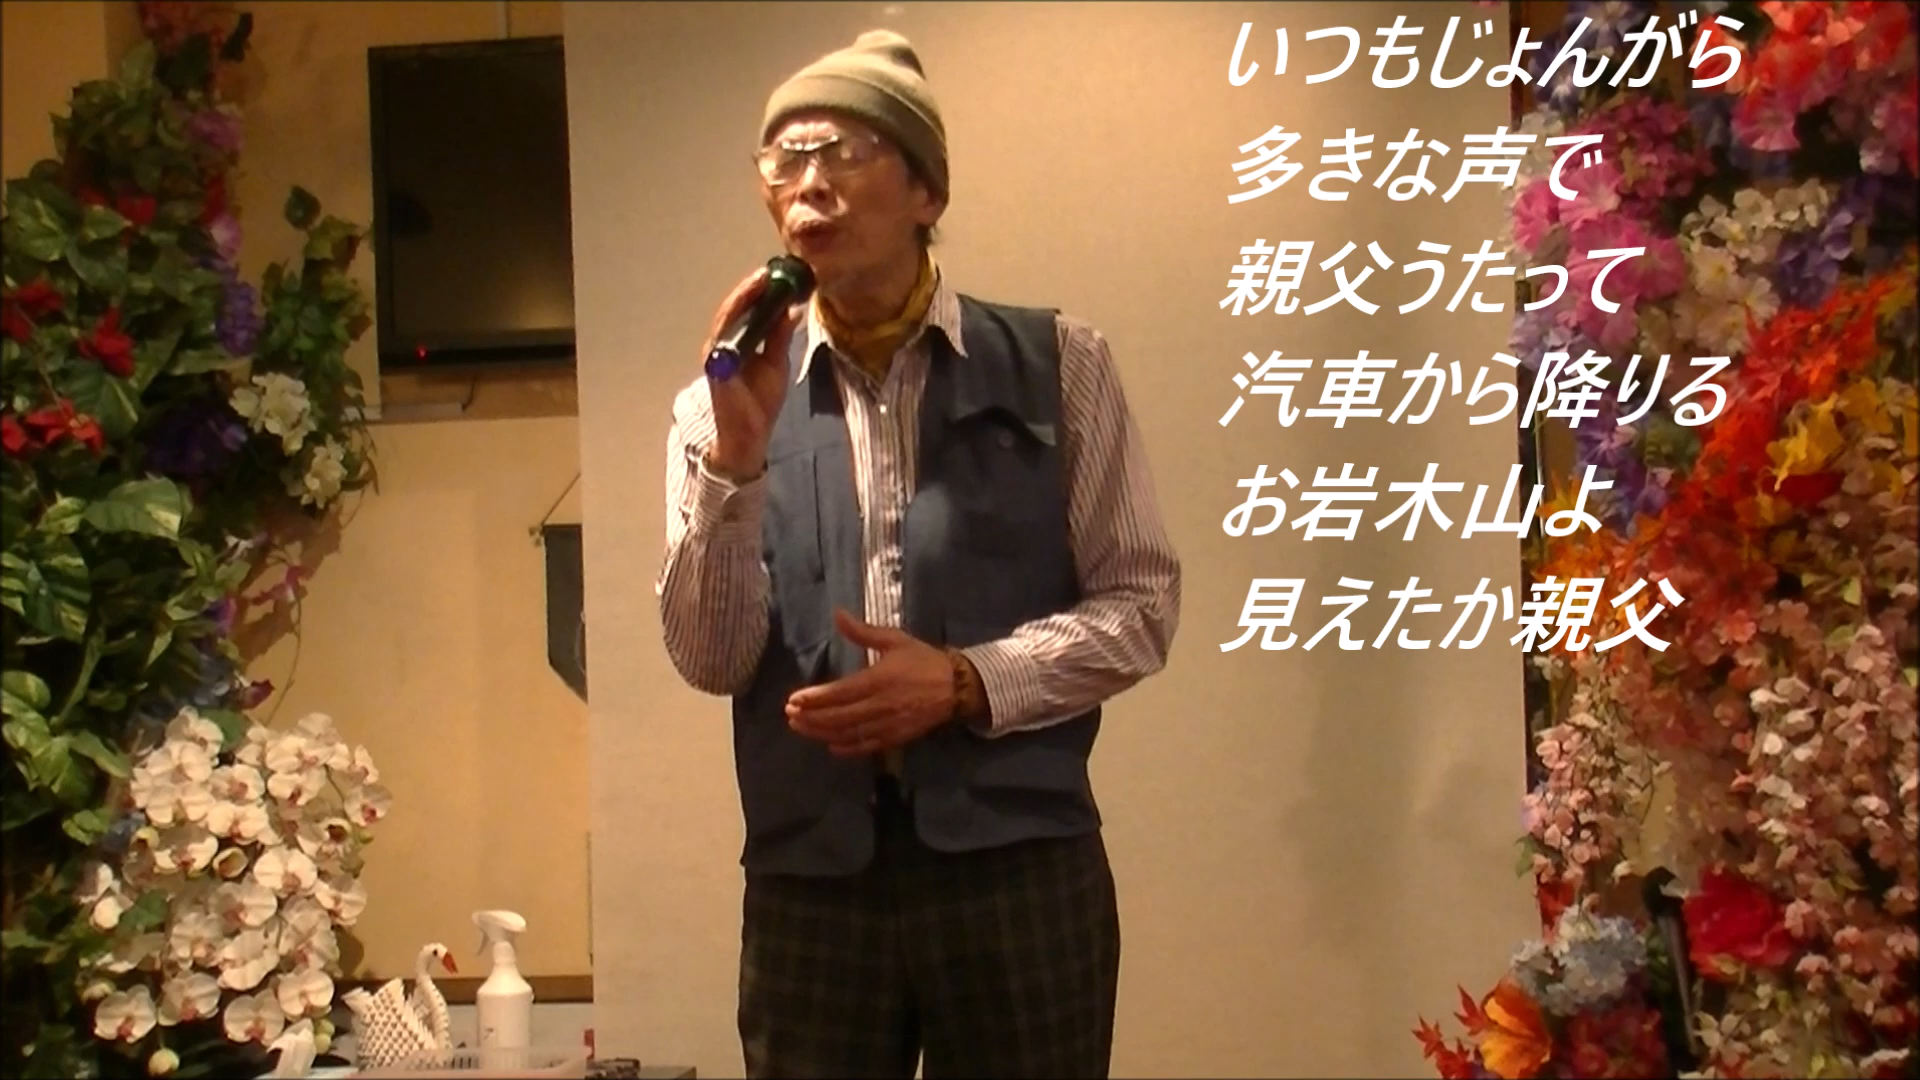 いつもじょんがら
多きな声で
親父うたって
汽車から降りる
お岩木山よ
見えたか親父